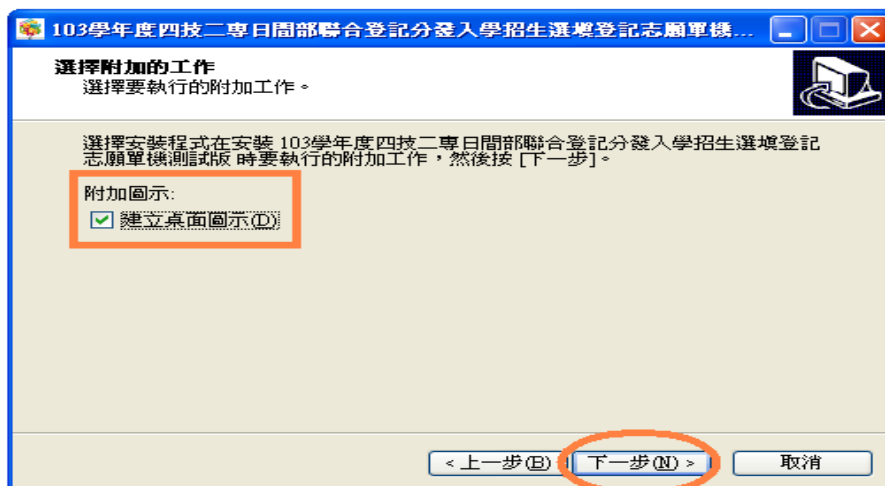 103學年度四技二專日間部聯合登記分發入學招生選填登記志願單機...
選擇附加的工作
選擇要執行的附加工作。
選擇安裝程式在安裝 103學年度四技二專日間部聯合登記分發入學招生選填登記
志願單機測試版 時要執行的附加工作，然後按 [下一步]。
附加圖示:
建立桌面圖示(D)
< 上一步(B)
下一步(N) >
取消